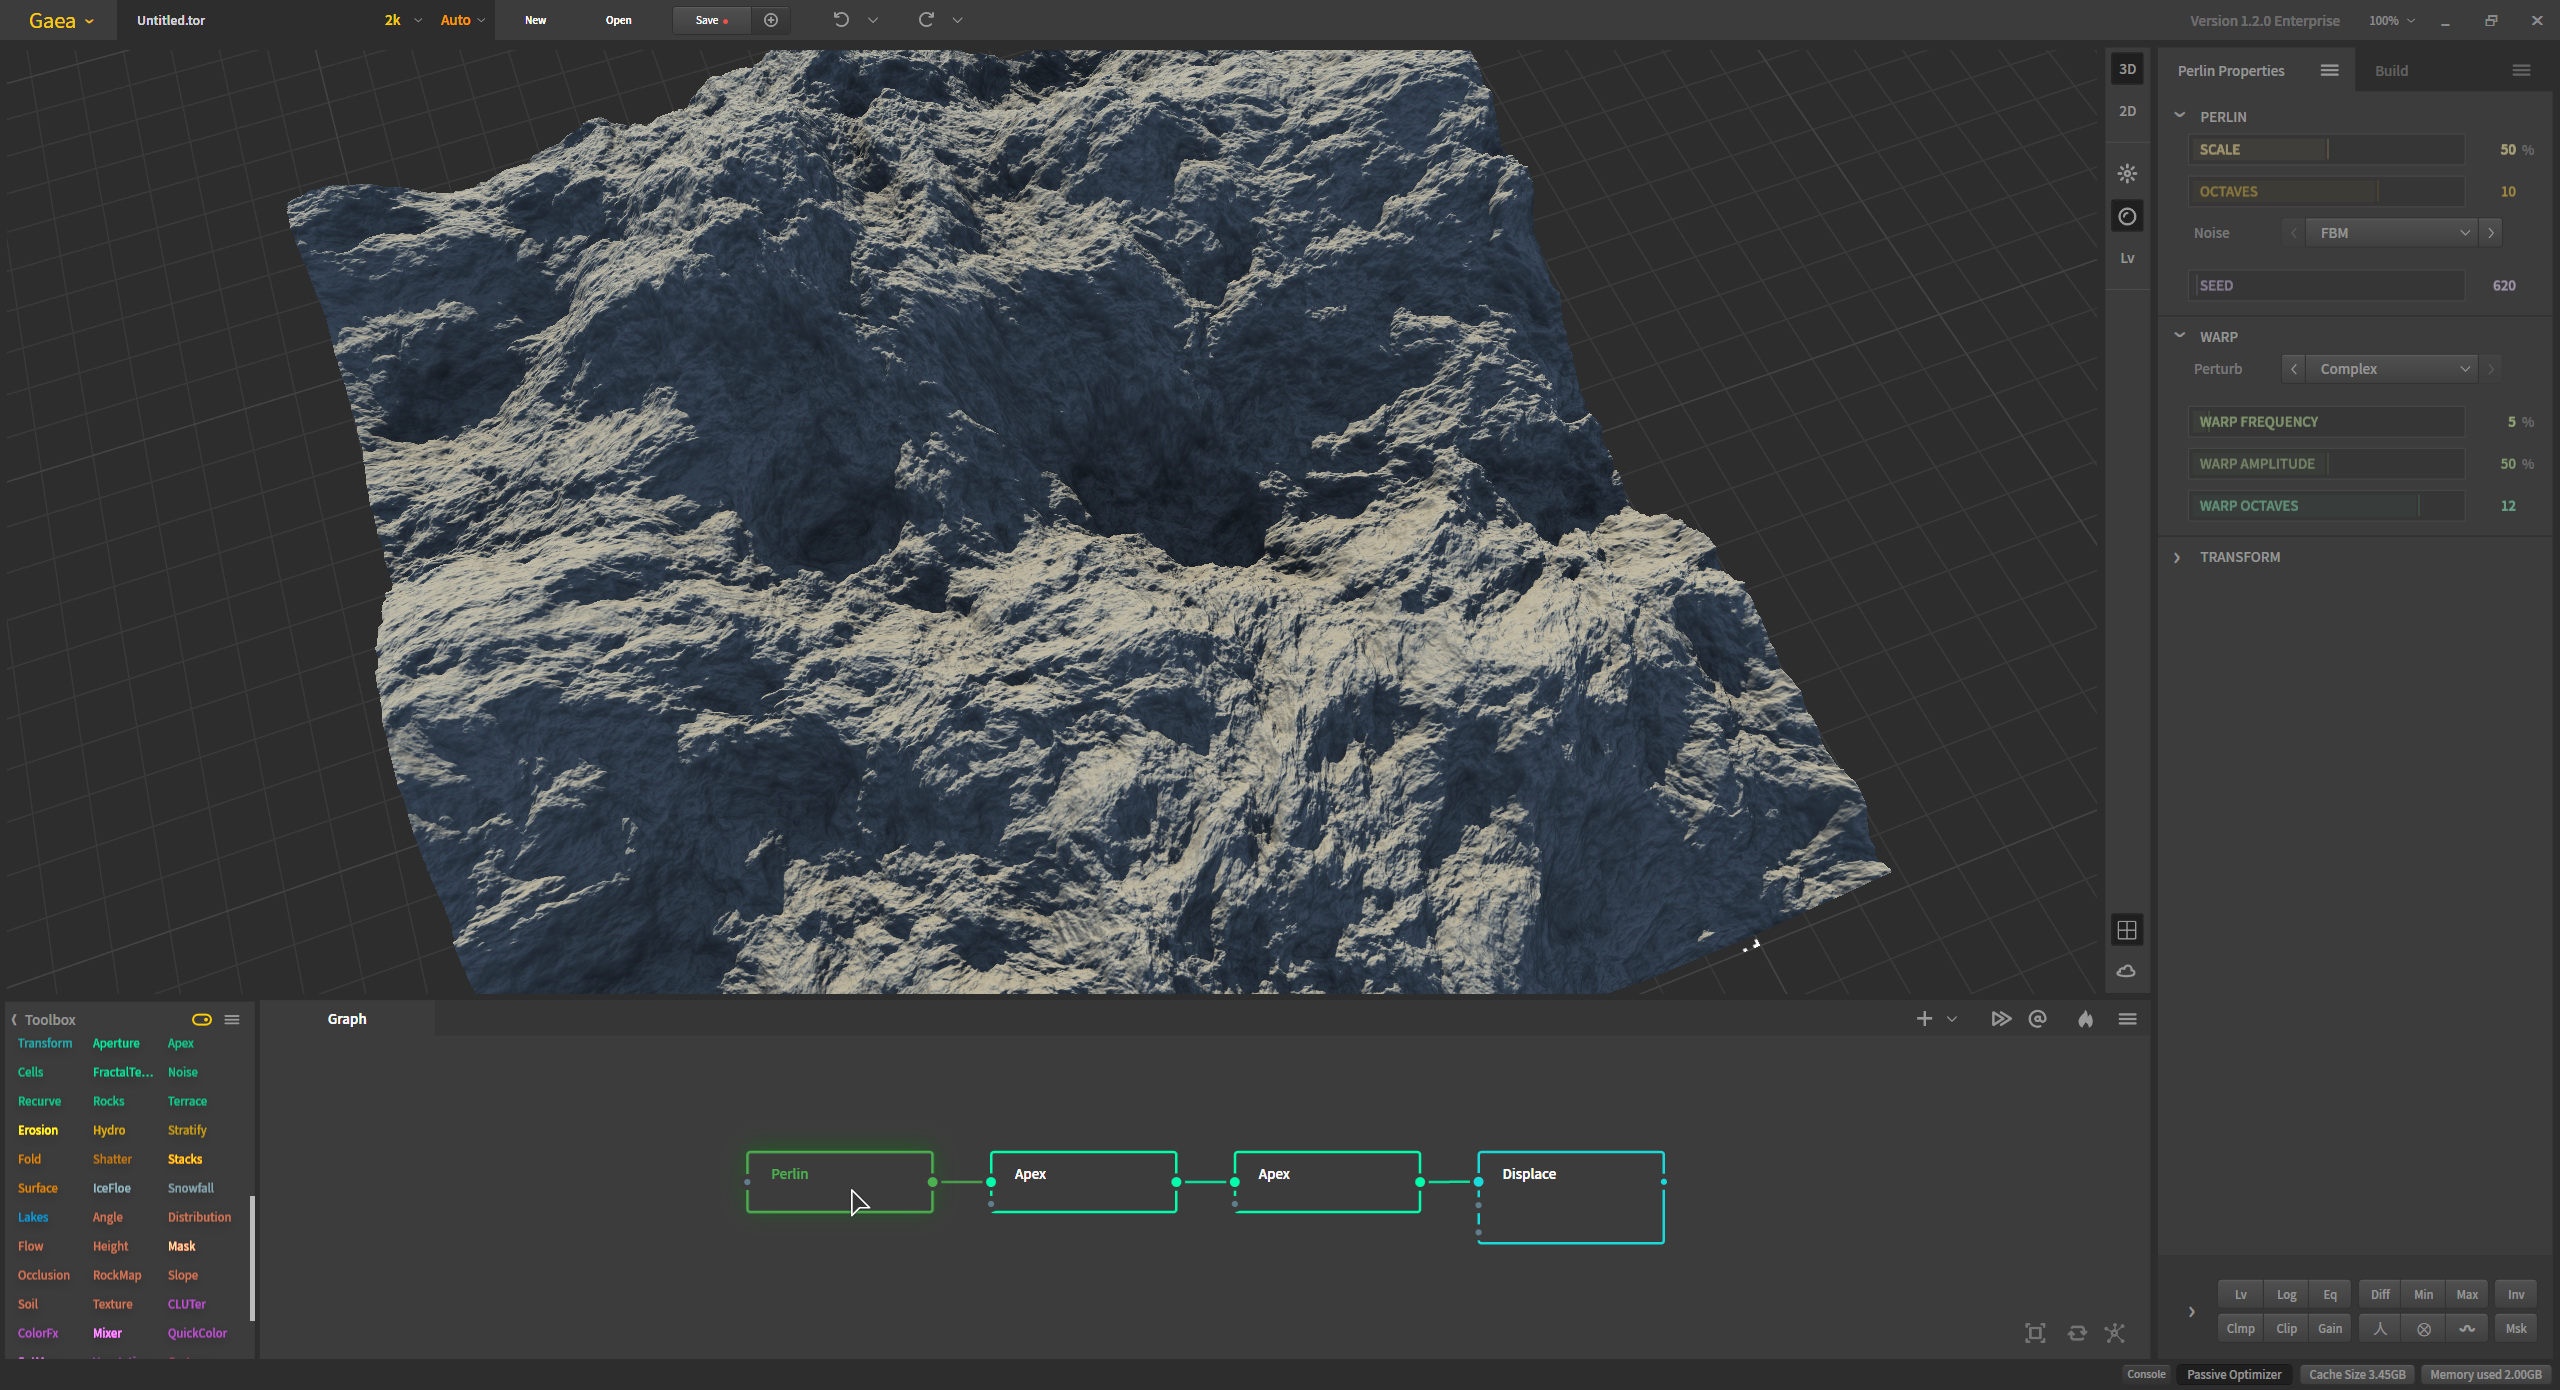 Gaea Untitled.tor 2k Auto New Open Save Version 1.2.0 Enterprise 100%
3D
2D
Lv
Perlin Properties Build
PERLIN
SCALE 50 %
OCTAVES 10
Noise FBM
SEED 620
WARP
Perturb Complex
WARP FREQUENCY 5 %
WARP AMPLITUDE 50 %
WARP OCTAVES 12
TRANSFORM
Toolbox
Transform Aperture Apex
Cells FractalTe... Noise
Recurve Rocks Terrace
Erosion Hydro Stratify
Fold Shatter Stacks
Surface IceFloe Snowfall
Lakes Angle Distribution
Flow Height Mask
Occlusion RockMap Slope
Soil Texture CLUTer
ColorFx Mixer QuickColor
Graph
Perlin Apex Apex Displace
Lv Log Eq Diff Min Max Inv
Clmp Clip Gain Msk
Console Passive Optimizer Cache Size 3.45GB Memory used 2.00GB